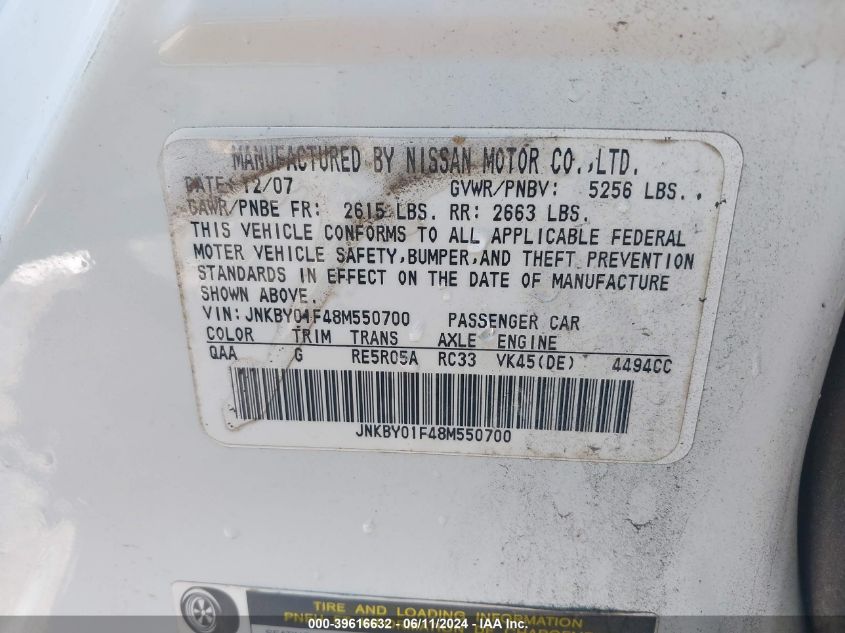 MANUFACTURED BY NISSAN MOTOR CO.,LTD.
DATE 12/07 GVWR/PNBV: 5256 LBS.
GAWR/PNBE FR: 2615 LBS. RR: 2663 LBS.
THIS VEHICLE CONFORMS TO ALL APPLICABLE FEDERAL
MOTER VEHICLE SAFETY,BUMPER,AND THEFT PREVENTION
STANDARDS IN EFFECT ON THE DATE OF MANUFACTURE
SHOWN ABOVE.
VIN: JNKBY01F48M550700 PASSENGER CAR
COLOR TRIM TRANS AXLE ENGINE
QAA G RE5R05A RC33 VK45(DE) 4494CC
JNKBY01F48M550700
TIRE AND LOADING INFORMATION
000-39616632 - 06/11/2024 - IAA Inc.